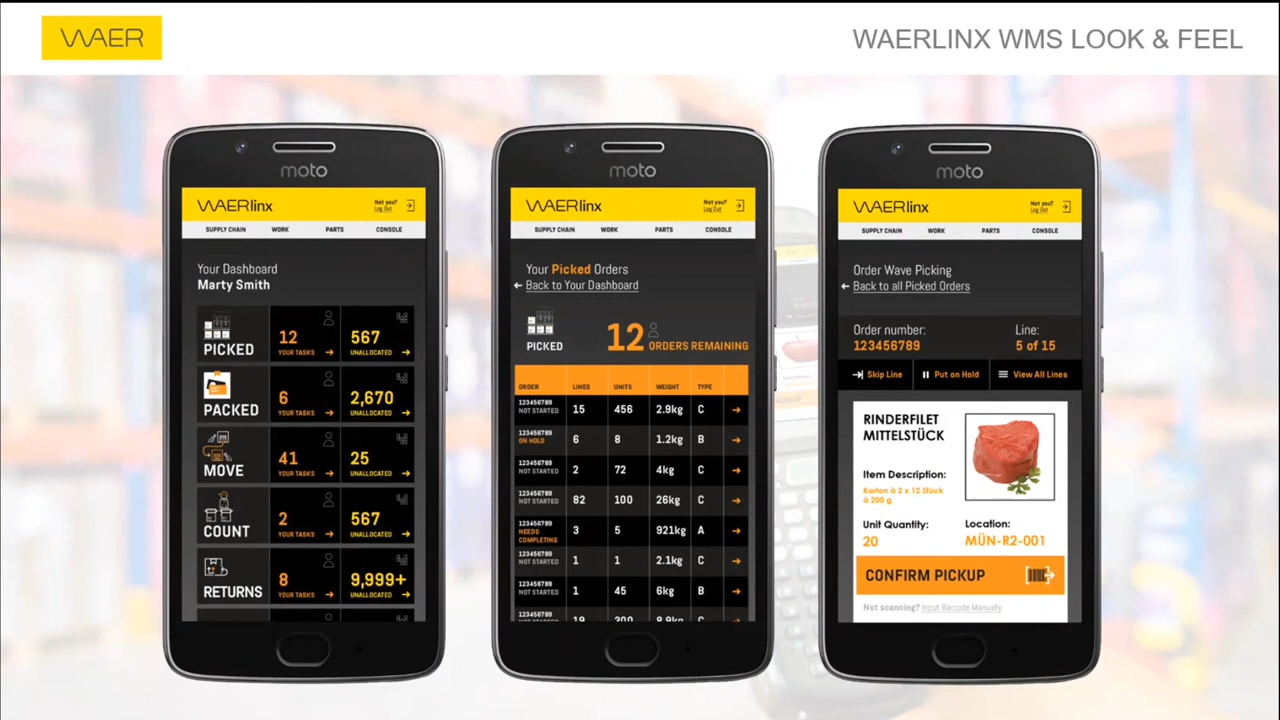 WAER
WAERLINX WMS LOOK & FEEL
moto
WAERlinx
Not you?
Log Out
SUPPLY CHAIN WORK PARTS CONSOLE
Your Dashboard
Marty Smith
PICKED
12
YOUR TASKS →
567
UNALLOCATED →
PACKED
6
YOUR TASKS →
2,670
UNALLOCATED →
MOVE
41
YOUR TASKS →
25
UNALLOCATED →
COUNT
2
YOUR TASKS →
567
UNALLOCATED →
RETURNS
8
YOUR TASKS →
9,999+
UNALLOCATED →
moto
WAERlinx
Not you?
Log Out
SUPPLY CHAIN WORK PARTS CONSOLE
Your Picked Orders
← Back to Your Dashboard
PICKED
12 ORDERS REMAINING
ORDER LINES UNITS WEIGHT TYPE
123456789
NOT STARTED
15 456 2.9kg C →
123456789
ON HOLD
6 8 1.2kg B →
123456789
NOT STARTED
2 72 4kg C →
123456789
NOT STARTED
82 100 26kg C →
123456789
NEEDS
COMPLETING
3 5 921kg A →
123456789
NOT STARTED
1 1 2.1kg C →
123456789
NOT STARTED
1 45 6kg B →
123456789
NOT STARTED
19 300 8.9kg C →
moto
WAERlinx
Not you?
Log Out
SUPPLY CHAIN WORK PARTS CONSOLE
Order Wave Picking
← Back to all Picked Orders
Order number:
123456789
Line:
5 of 15
Skip Line
Put on Hold
View All Lines
RINDERFILET
MITTELSTÜCK
Item Description:
Karton à 2 x 12 Stück
à 200 g
Unit Quantity:
20
Location:
MÜN-R2-001
CONFIRM PICKUP
Not scanning? Input Barcode Manually